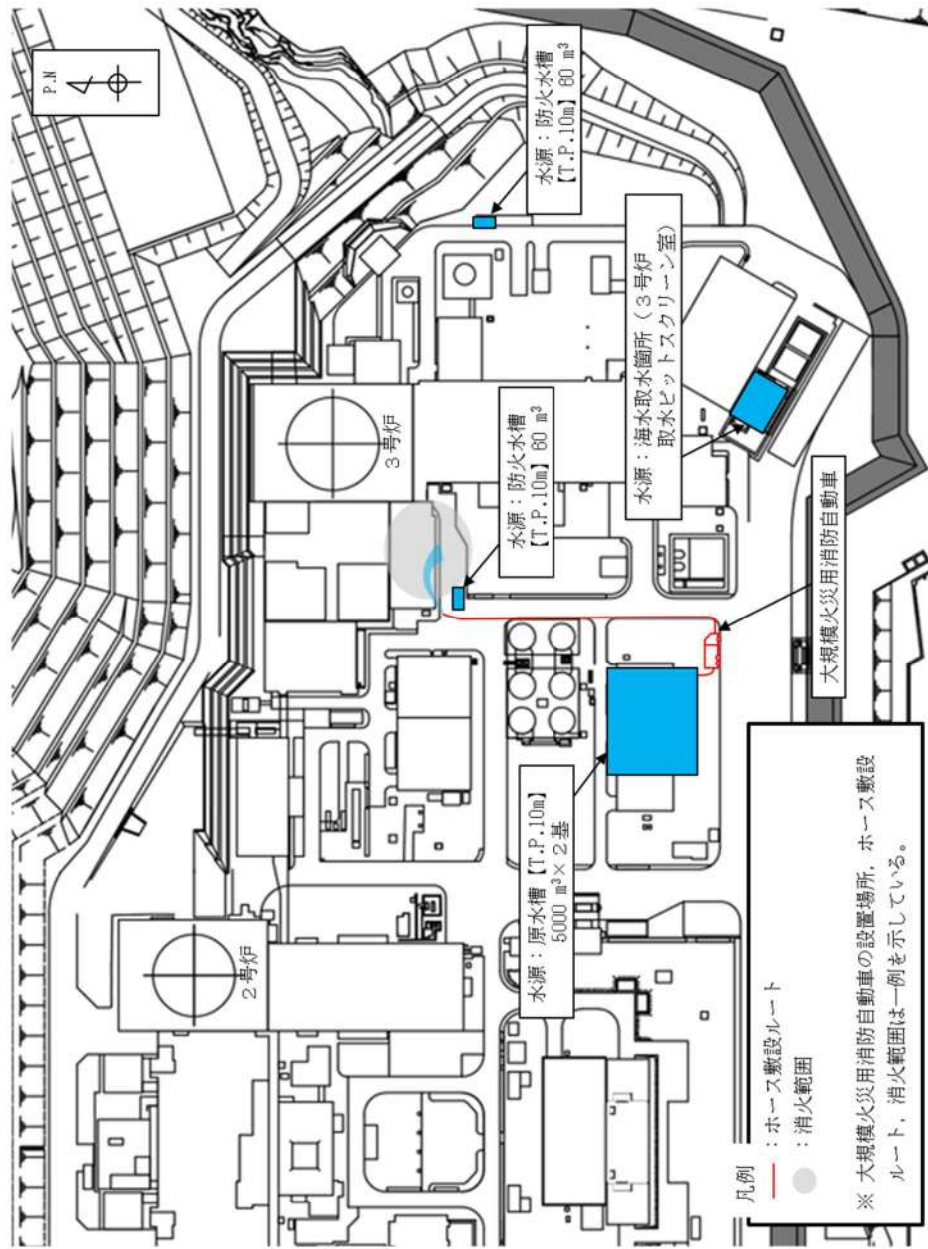 P.N
水源：防火水槽
【T.P.10m】60 m³
3号炉
水源：防火水槽
【T.P.10m】60 m³
水源：海水取水箇所（3号炉
取水ピットスクリーン室）
大規模火災用消防自動車
2号炉
水源：原水槽【T.P.10m】
5000 m³×2基
凡例
：ホース敷設ルート
：消火範囲
※ 大規模火災用消防自動車の設置場所，ホース敷設
ルート，消火範囲は一例を示している。